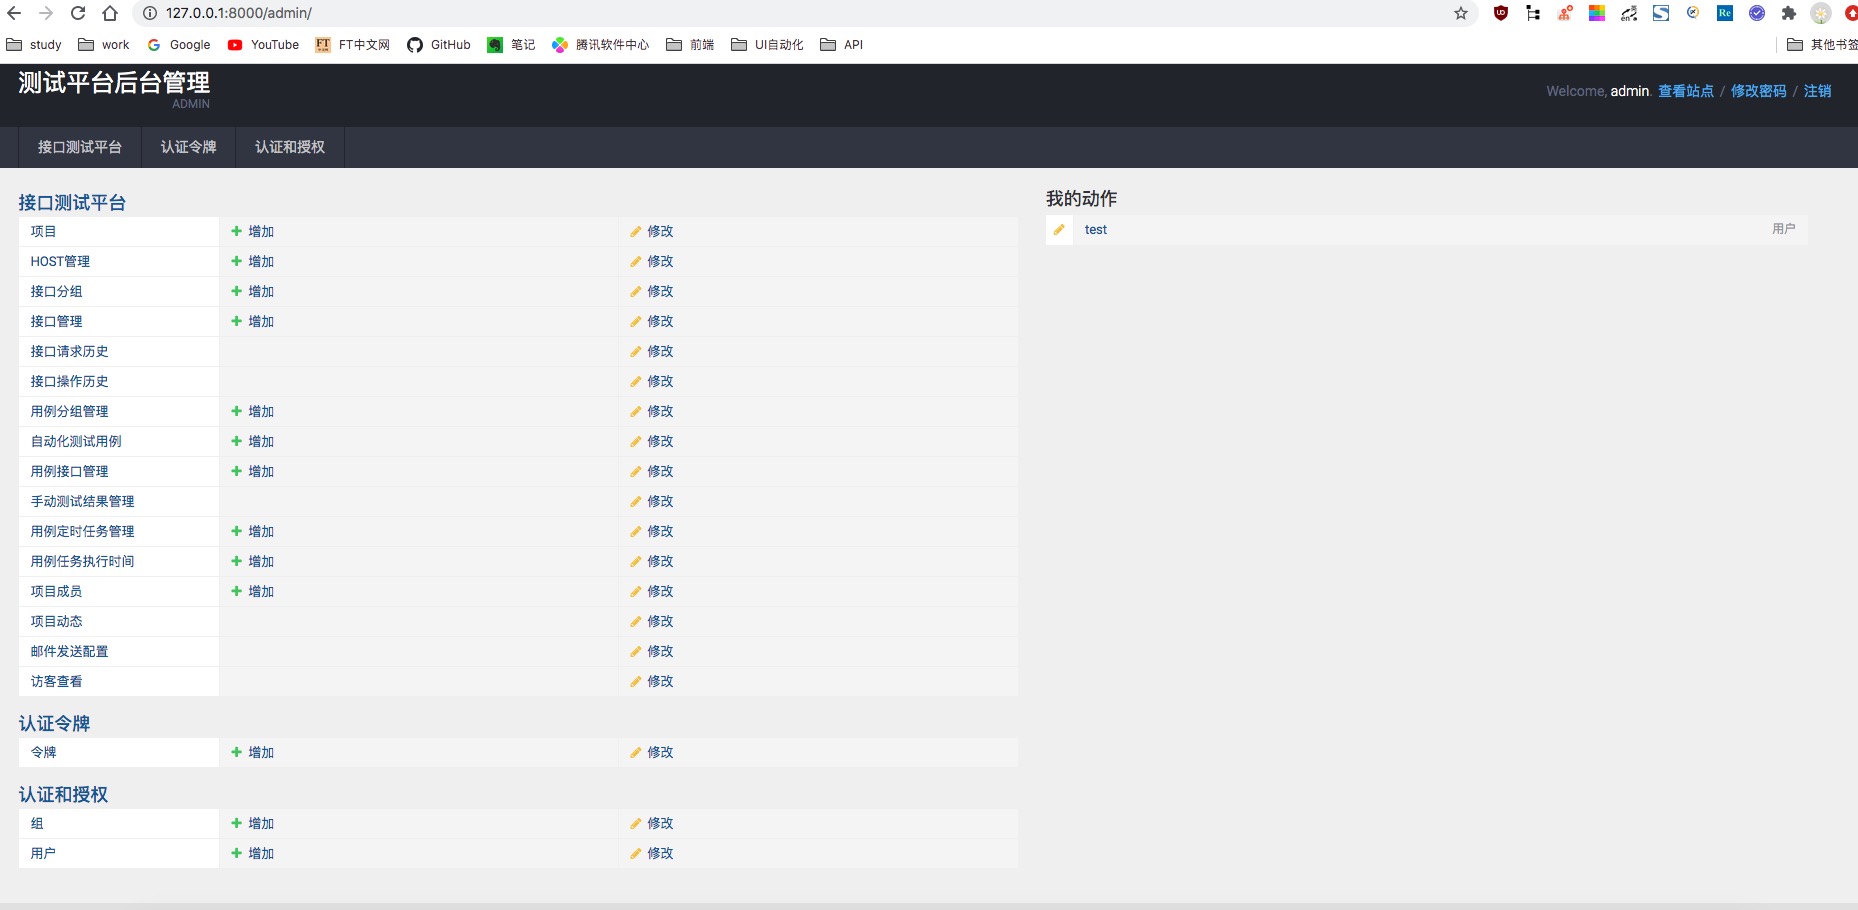 127.0.0.1:8000/admin/
study work Google YouTube FT中文网 GitHub 笔记 腾讯软件中心 前端 UI自动化 API 其他书签
测试平台后台管理
ADMIN
Welcome, admin. 查看站点 / 修改密码 / 注销
接口测试平台 认证令牌 认证和授权
接口测试平台
项目 增加 修改
HOST管理 增加 修改
接口分组 增加 修改
接口管理 增加 修改
接口请求历史 修改
接口操作历史 修改
用例分组管理 增加 修改
自动化测试用例 增加 修改
用例接口管理 增加 修改
手动测试结果管理 修改
用例定时任务管理 增加 修改
用例任务执行时间 增加 修改
项目成员 增加 修改
项目动态 修改
邮件发送配置 修改
访客查看 修改
认证令牌
令牌 增加 修改
认证和授权
组 增加 修改
用户 增加 修改
我的动作
test 用户